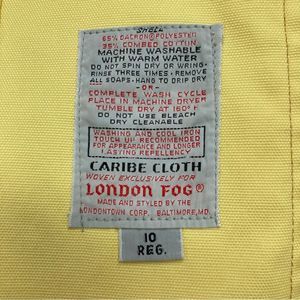 SHELL
65% DACRON® POLYESTER
35% COMBED COTTON
MACHINE WASHABLE
WITH WARM WATER
DO NOT SPIN DRY OR WRING-
RINSE THREE TIMES - REMOVE
ALL SOAP - HANG TO DRIP DRY
-OR-
COMPLETE WASH CYCLE
PLACE IN MACHINE DRYER
TUMBLE DRY AT 160° F
DO NOT USE BLEACH
DRY CLEANABLE
WASHING AND COOL IRON
TOUCH UP RECOMMENDED
FOR APPEARANCE AND LONGER
LASTING REPELLENCY
CARIBE CLOTH
WOVEN EXCLUSIVELY FOR
LONDON FOG®
MADE AND STYLED BY THE
LONDONTOWN CORP. BALTIMORE, MD.
10
REG.